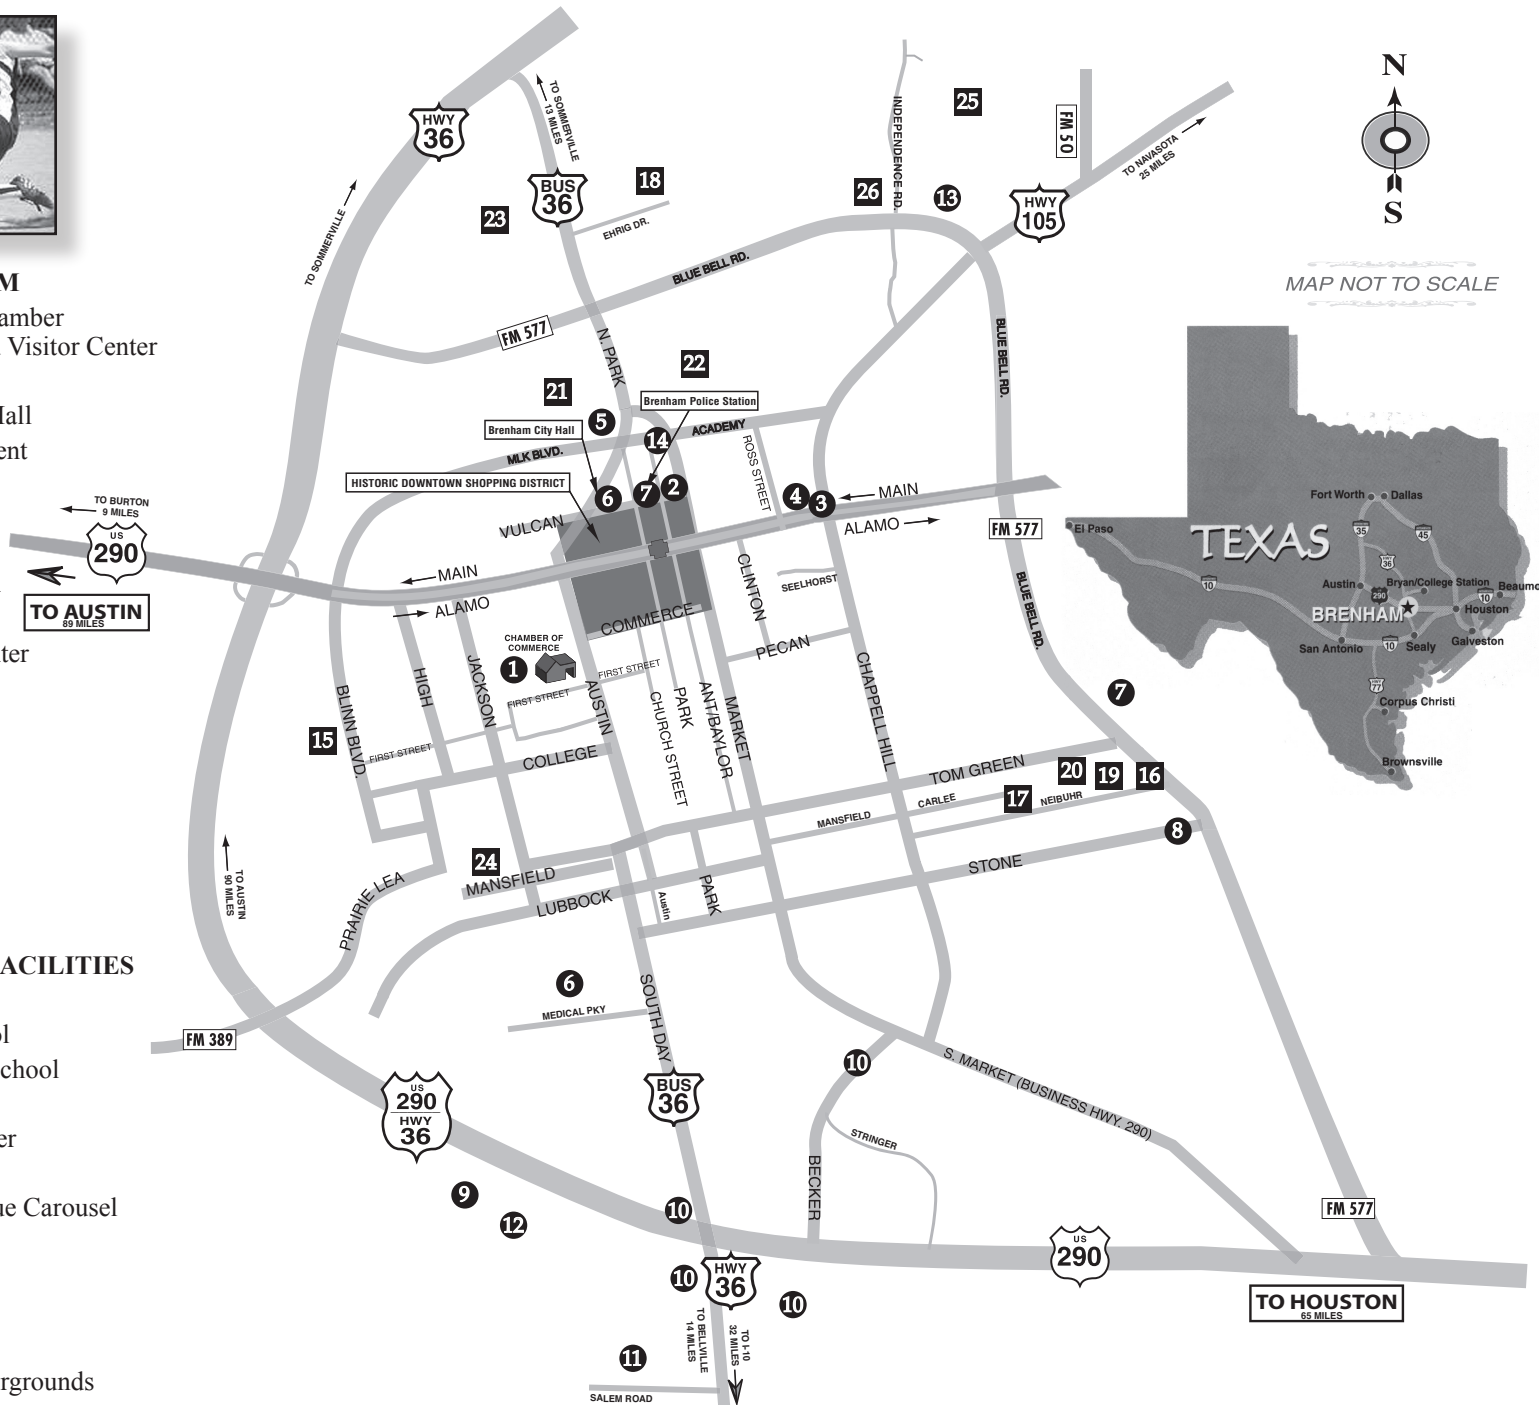 M
amber
Visitor Center
Hall
ent
ter
ACILITIES
ol
chool
er
ue Carousel
rgrounds
HWY
36
TO SOMMERVILLE
13 MILES
BUS
36
18
EHRIG DR.
23
TO SOMMERVILLE
INDEPENDENCE RD.
25
FM 50
TO NAVASOTA
25 MILES
26
13
HWY
105
N
S
MAP NOT TO SCALE
BLUE BELL RD.
FM 577
N. PARK
BLUE BELL RD.
22
21
5
Brenham Police Station
Brenham City Hall
14
ACADEMY
MLK BLVD.
ROSS STREET
HISTORIC DOWNTOWN SHOPPING DISTRICT
6
7
2
4
3
MAIN
ALAMO
VULCAN
FM 577
TO BURTON
9 MILES
US
290
TO AUSTIN
89 MILES
MAIN
ALAMO
CLINTON
SEELHORST
COMMERCE
PECAN
BLUE BELL RD.
CHAMBER OF
COMMERCE
1
FIRST STREET
FIRST STREET
HIGH
JACKSON
AUSTIN
CHURCH STREET
PARK
ANT/BAYLOR
MARKET
CHAPPELL HILL
7
BLINN BLVD.
15
FIRST STREET
COLLEGE
TOM GREEN
20
19
16
CARLEE
17
NEIBUHR
MANSFIELD
8
STONE
24
MANSFIELD
LUBBOCK
Austin
PARK
PRAIRIE LEA
TO AUSTIN
90 MILES
6
MEDICAL PKY
SOUTH DAY
FM 389
10
S. MARKET (BUSINESS HWY. 290)
BUS
36
US
290
HWY
36
STRINGER
BECKER
9
12
10
FM 577
US
290
10
HWY
36
10
TO HOUSTON
65 MILES
TO BELLVILLE
14 MILES
TO I-10
32 MILES
11
SALEM ROAD
Fort Worth
Dallas
El Paso
TEXAS
35
45
HWY
36
10
Austin
Bryan/College Station
290
10
Beaumo
BRENHAM
Houston
San Antonio
10
Sealy
Galveston
HWY
77
Corpus Christi
Brownsville